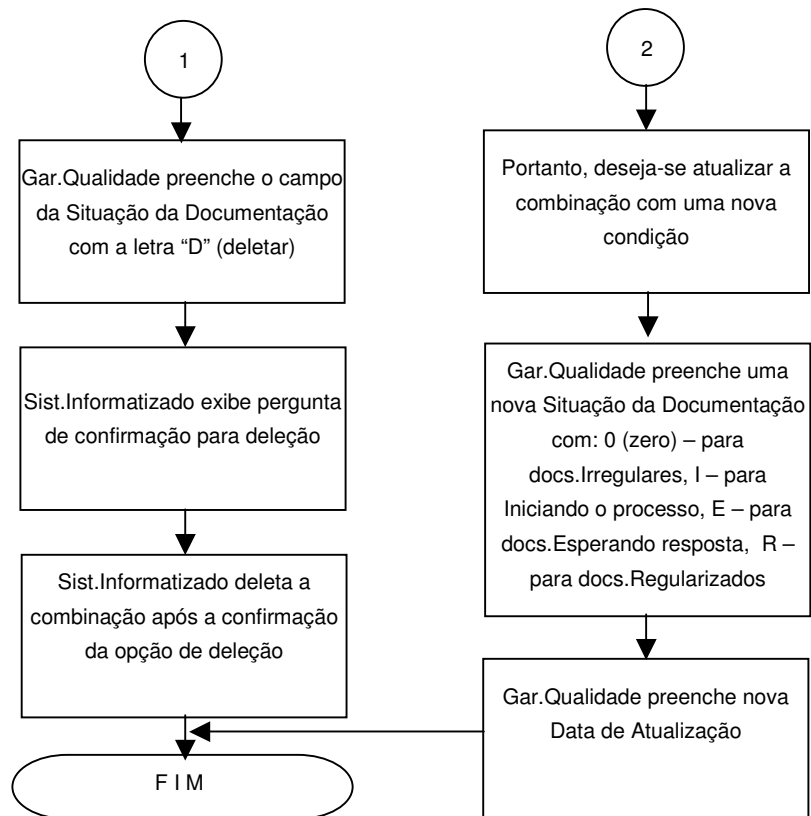 1
Gar.Qualidade preenche o campo
da Situação da Documentação
com a letra “D” (deletar)
Sist.Informatizado exibe pergunta
de confirmação para deleção
Sist.Informatizado deleta a
combinação após a confirmação
da opção de deleção
F I M
2
Portanto, deseja-se atualizar a
combinação com uma nova
condição
Gar.Qualidade preenche uma
nova Situação da Documentação
com: 0 (zero) – para
docs.Irregulares, I – para
Iniciando o processo, E – para
docs.Esperando resposta, R –
para docs.Regularizados
Gar.Qualidade preenche nova
Data de Atualização